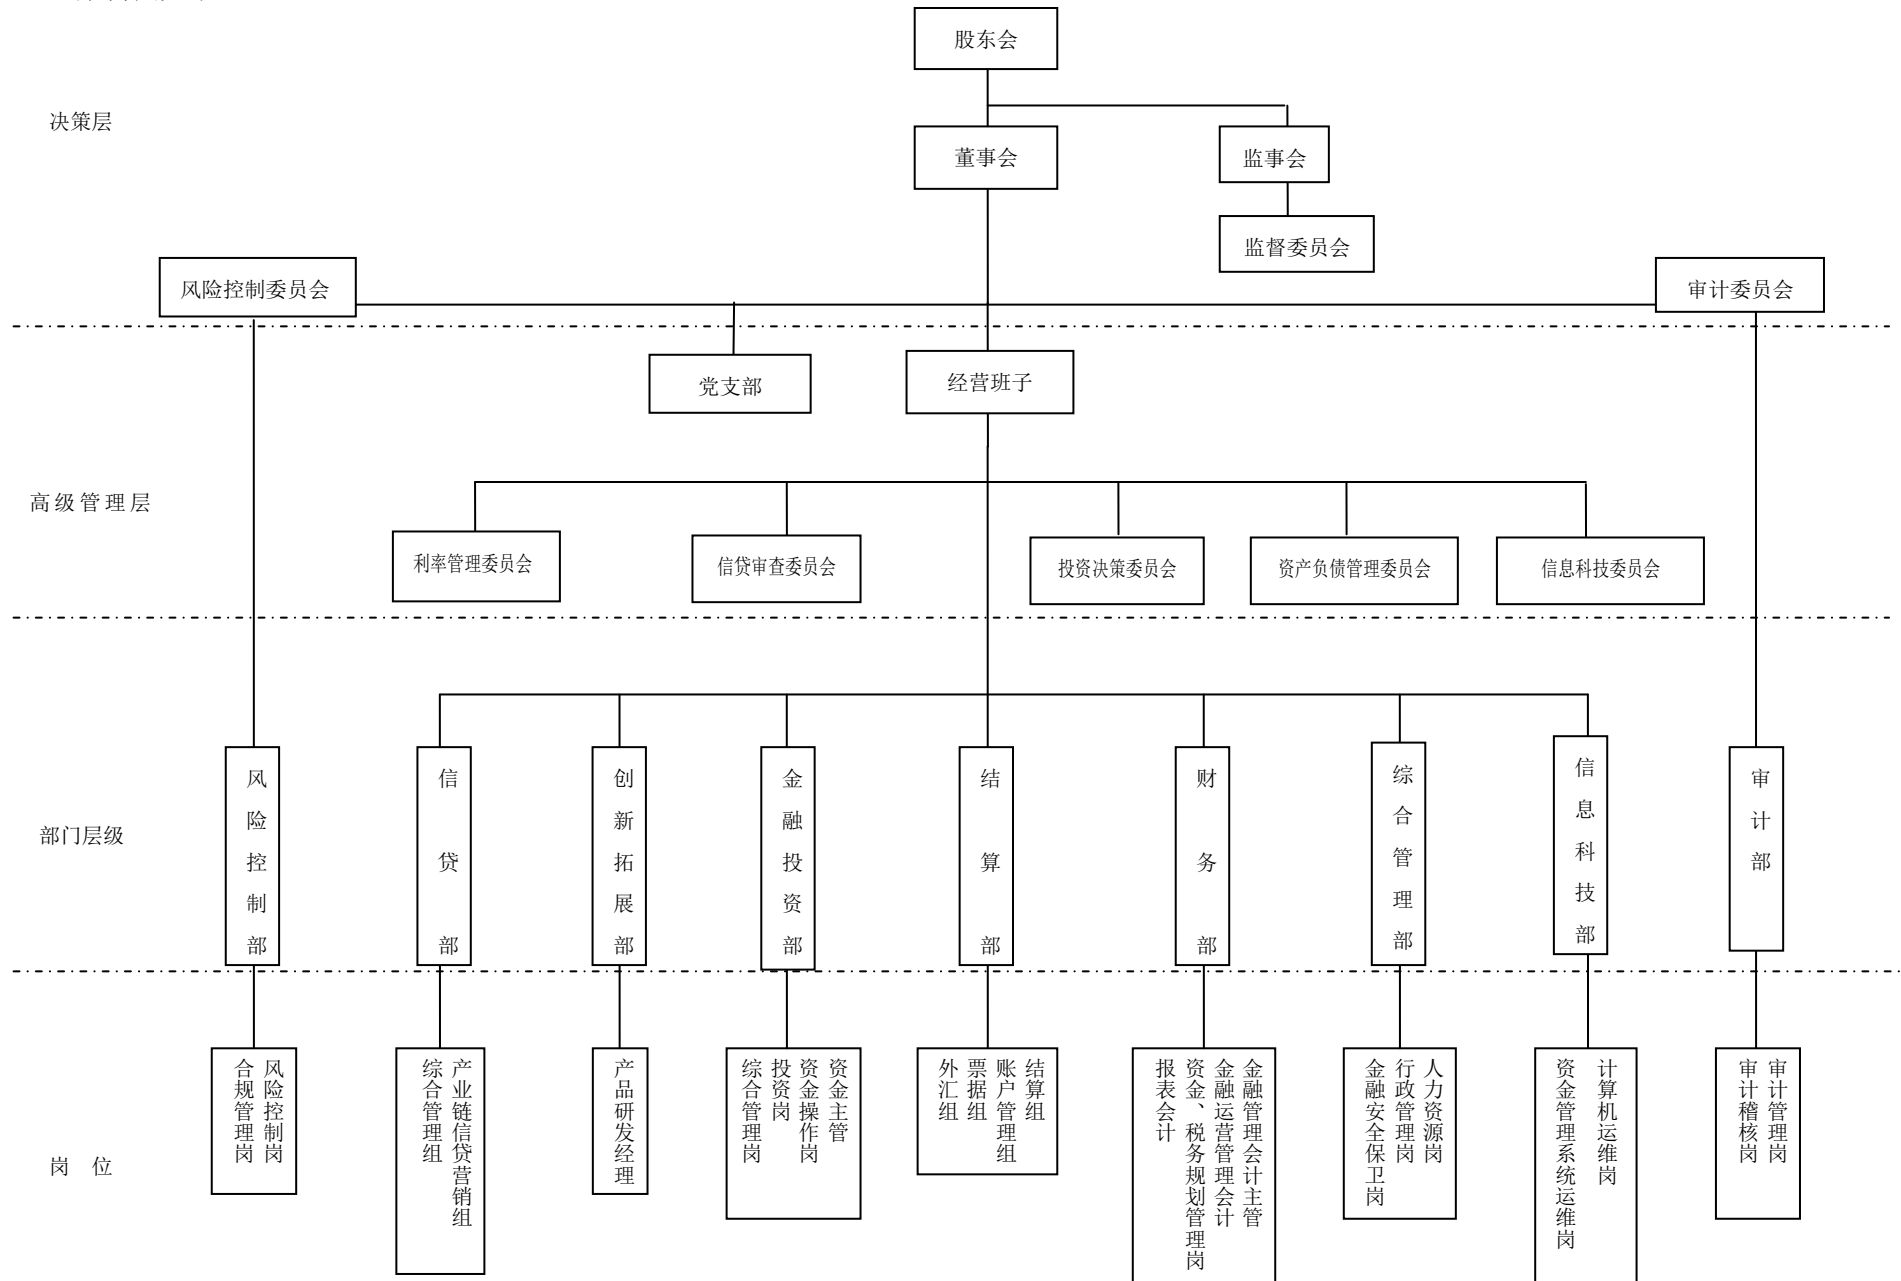 股东会
决策层
董事会
监事会
监督委员会
风险控制委员会
审计委员会
党支部
经营班子
高级管理层
利率管理委员会
信贷审查委员会
投资决策委员会
资产负债管理委员会
信息科技委员会
部门层级
风险控制部
信贷部
创新拓展部
金融投资部
结算部
财务部
综合管理部
信息科技部
审计部
岗 位
风险控制岗
合规管理岗
产业链信贷营销组
综合管理组
产品研发经理
资金主管
资金操作岗
投资岗
综合管理岗
结算组
账户管理组
票据组
外汇组
金融管理会计主管
金融运营管理会计
资金、税务规划管理岗
报表会计
人力资源岗
行政管理岗
金融安全保卫岗
计算机运维岗
资金管理系统运维岗
审计管理岗
审计稽核岗